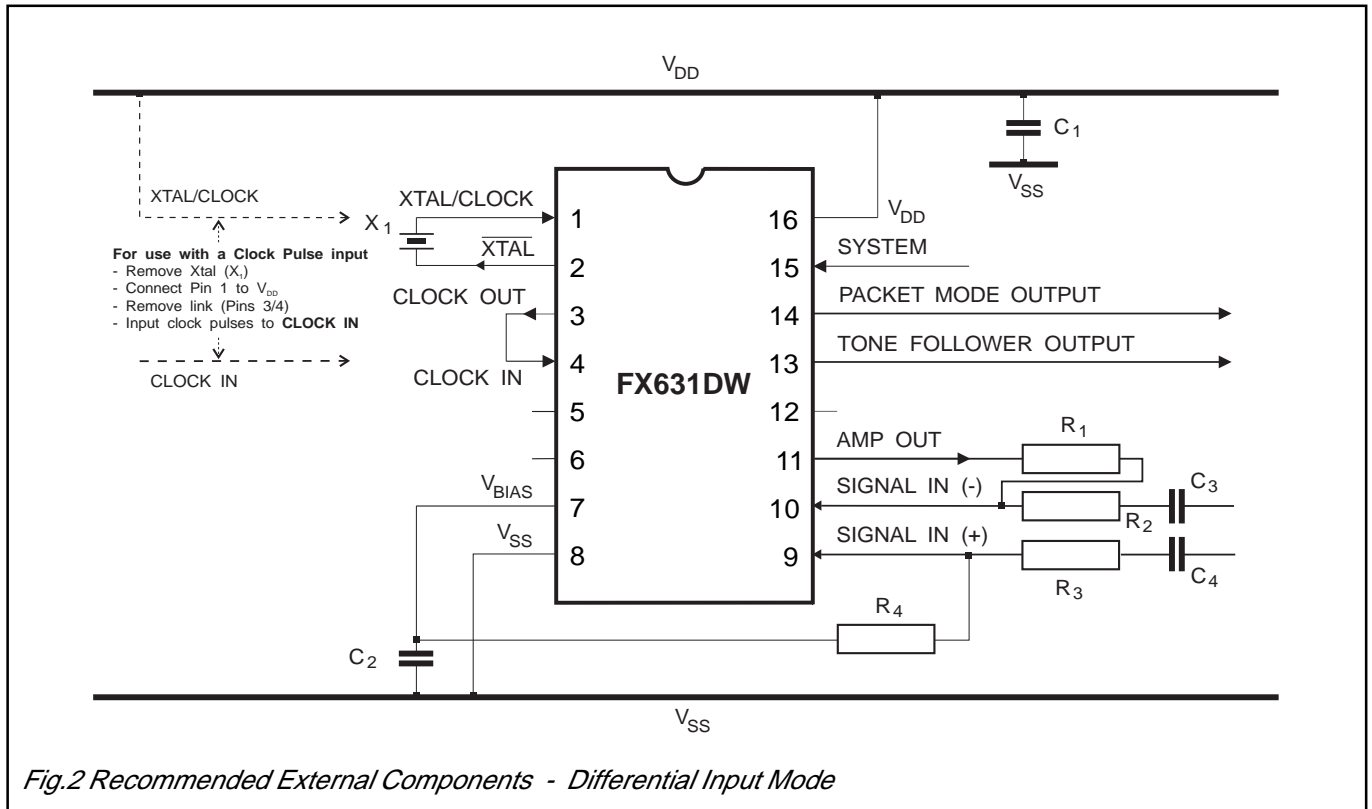 VDD
C1
VSS
XTAL/CLOCK
For use with a Clock Pulse input
- Remove Xtal (X1)
- Connect Pin 1 to VDD
- Remove link (Pins 3/4)
- Input clock pulses to CLOCK IN
CLOCK IN
X1
XTAL/CLOCK
XTAL
CLOCK OUT
CLOCK IN
VBIAS
VSS
1
2
3
4
5
6
7
8
FX631DW
16
15
14
13
12
11
10
9
VDD
SYSTEM
PACKET MODE OUTPUT
TONE FOLLOWER OUTPUT
AMP OUT
R1
SIGNAL IN (-)
C3
R2
SIGNAL IN (+)
C4
R3
R4
C2
VSS
Fig.2 Recommended External Components - Differential Input Mode